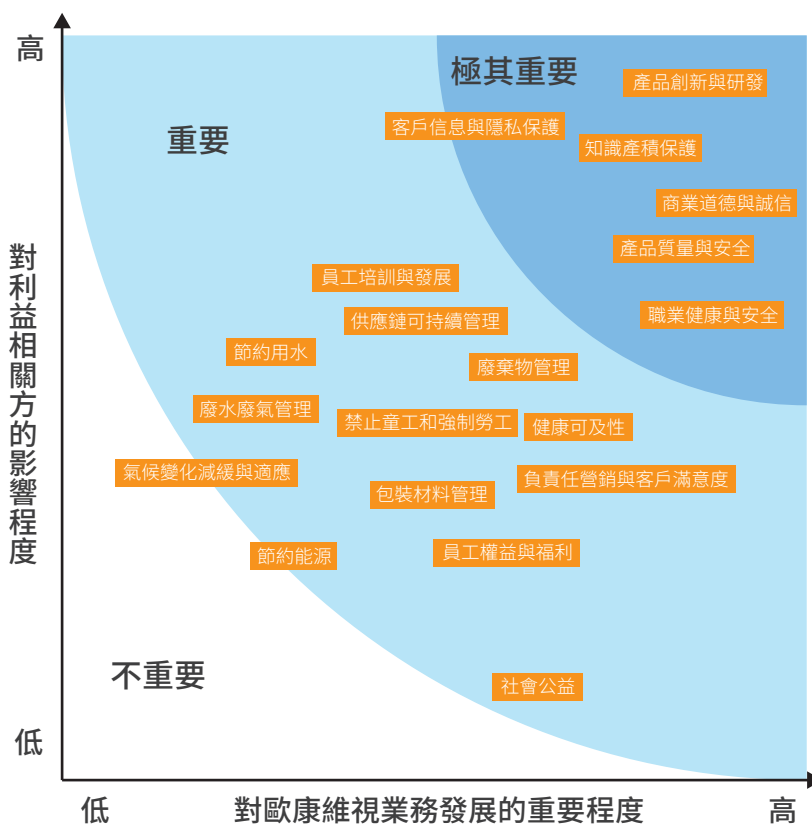 高
極其重要
產品創新與研發
客戶信息與隱私保護
重要
知識產積保護
商業道德與誠信
產品質量與安全
員工培訓與發展
職業健康與安全
供應鏈可持續管理
節約用水
廢棄物管理
廢水廢氣管理
禁止童工和強制勞工
健康可及性
氣候變化減緩與適應
負責任營銷與客戶滿意度
包裝材料管理
節約能源
員工權益與福利
不重要
社會公益
對利益相關方的影響程度
低
低
對歐康維視業務發展的重要程度
高